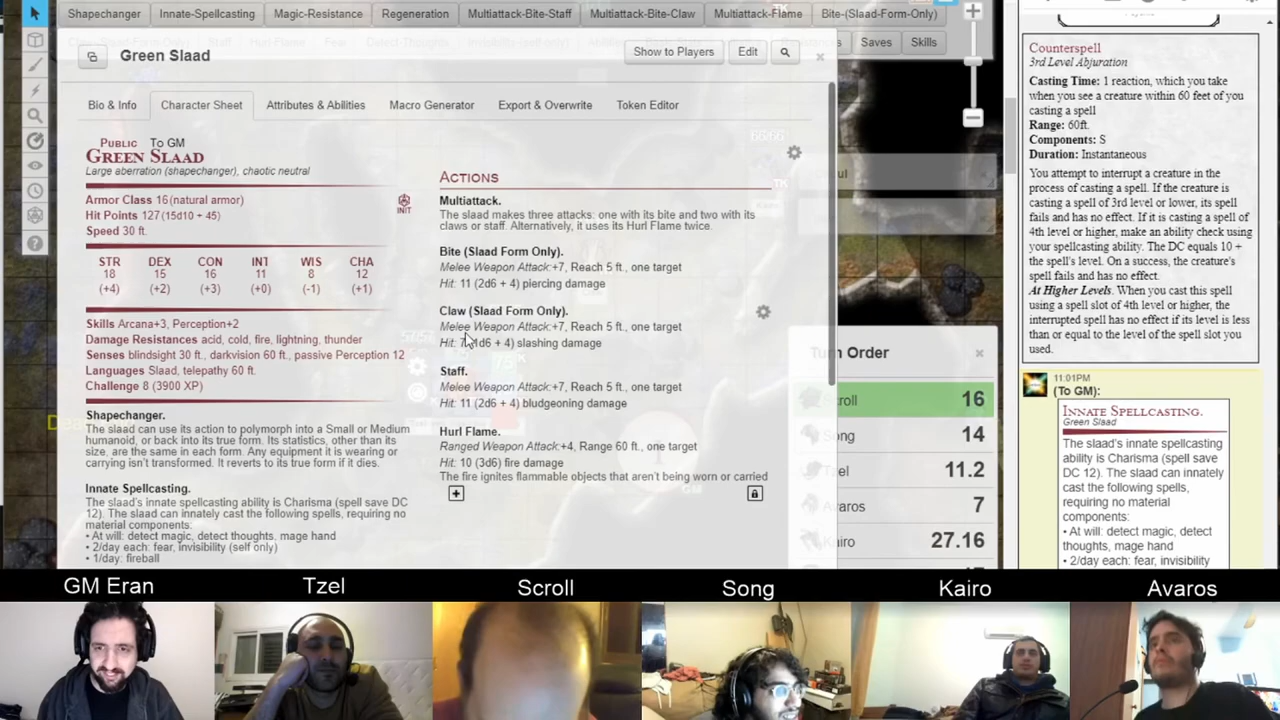 Shapechanger Innate-Spellcasting Magic-Resistance Regeneration Multiattack-Bite-Staff Multiattack-Bite-Claw Multiattack-Flame Bite-(Slaad-Form-Only)
Saves Skills
Green Slaad
Show to Players Edit
Bio & Info Character Sheet Attributes & Abilities Macro Generator Export & Overwrite Token Editor
PUBLIC To GM
GREEN SLAAD
Large aberration (shapechanger), chaotic neutral
Armor Class 16(natural armor)
Hit Points 127(15d10 + 45)
Speed 30 ft.
INIT
STR DEX CON INT WIS CHA
18 15 16 11 8 12
(+4) (+2) (+3) (+0) (-1) (+1)
Skills Arcana+3, Perception+2
Damage Resistances acid, cold, fire, lightning, thunder
Senses blindsight 30 ft., darkvision 60 ft., passive Perception 12
Languages Slaad, telepathy 60 ft.
Challenge 8 (3900 XP)
Shapechanger.
The slaad can use its action to polymorph into a Small or Medium
humanoid, or back into its true form. Its statistics, other than its
size, are the same in each form. Any equipment it is wearing or
carrying isn't transformed. It reverts to its true form if it dies.
Innate Spellcasting.
The slaad's innate spellcasting ability is Charisma (spell save DC
12). The slaad can innately cast the following spells, requiring no
material components:
• At will: detect magic, detect thoughts, mage hand
• 2/day each: fear, invisibility (self only)
• 1/day: fireball
ACTIONS
Multiattack.
The slaad makes three attacks: one with its bite and two with its
claws or staff. Alternatively, it uses its Hurl Flame twice.
Bite (Slaad Form Only).
Melee Weapon Attack:+7, Reach 5 ft., one target
Hit: 11 (2d6 + 4) piercing damage
Claw (Slaad Form Only).
Melee Weapon Attack:+7, Reach 5 ft., one target
Hit: 7 (1d6 + 4) slashing damage
Staff.
Melee Weapon Attack:+7, Reach 5 ft., one target
Hit: 11 (2d6 + 4) bludgeoning damage
Hurl Flame.
Ranged Weapon Attack:+4, Range 60 ft., one target
Hit: 10 (3d6) fire damage
The fire ignites flammable objects that aren't being worn or carried
Turn Order
Scroll 16
Song 14
Tzel 11.2
Avaros 7
Kairo 27.16
Counterspell
3rd Level Abjuration
Casting Time: 1 reaction, which you take
when you see a creature within 60 feet of you
casting a spell
Range: 60ft.
Components: S
Duration: Instantaneous
You attempt to interrupt a creature in the
process of casting a spell. If the creature is
casting a spell of 3rd level or lower, its spell
fails and has no effect. If it is casting a spell of
4th level or higher, make an ability check using
your spellcasting ability. The DC equals 10 +
the spell's level. On a success, the creature's
spell fails and has no effect.
At Higher Levels. When you cast this spell
using a spell slot of 4th level or higher, the
interrupted spell has no effect if its level is less
than or equal to the level of the spell slot you
used.
11:01PM
(To GM):
INNATE SPELLCASTING.
Green Slaad
The slaad's innate
spellcasting ability
is Charisma (spell save
DC 12). The slaad can
innately cast the following spells,
requiring no material
components:
• At will: detect magic, detect
thoughts, mage hand
• 2/day each: fear, invisibility
GM Eran Tzel Scroll Song Kairo Avaros